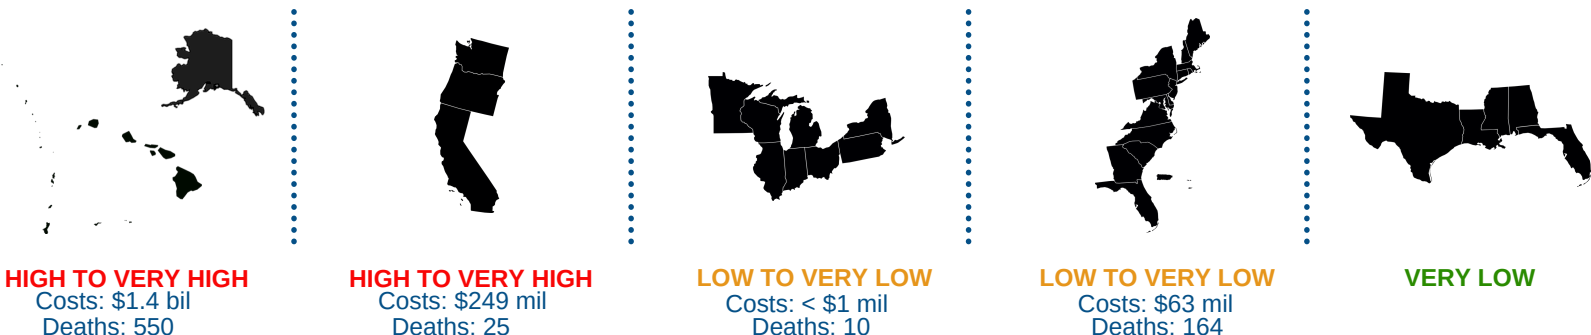 HIGH TO VERY HIGH
Costs: $1.4 bil
Deaths: 550
HIGH TO VERY HIGH
Costs: $249 mil
Deaths: 25
LOW TO VERY LOW
Costs: < $1 mil
Deaths: 10
LOW TO VERY LOW
Costs: $63 mil
Deaths: 164
VERY LOW